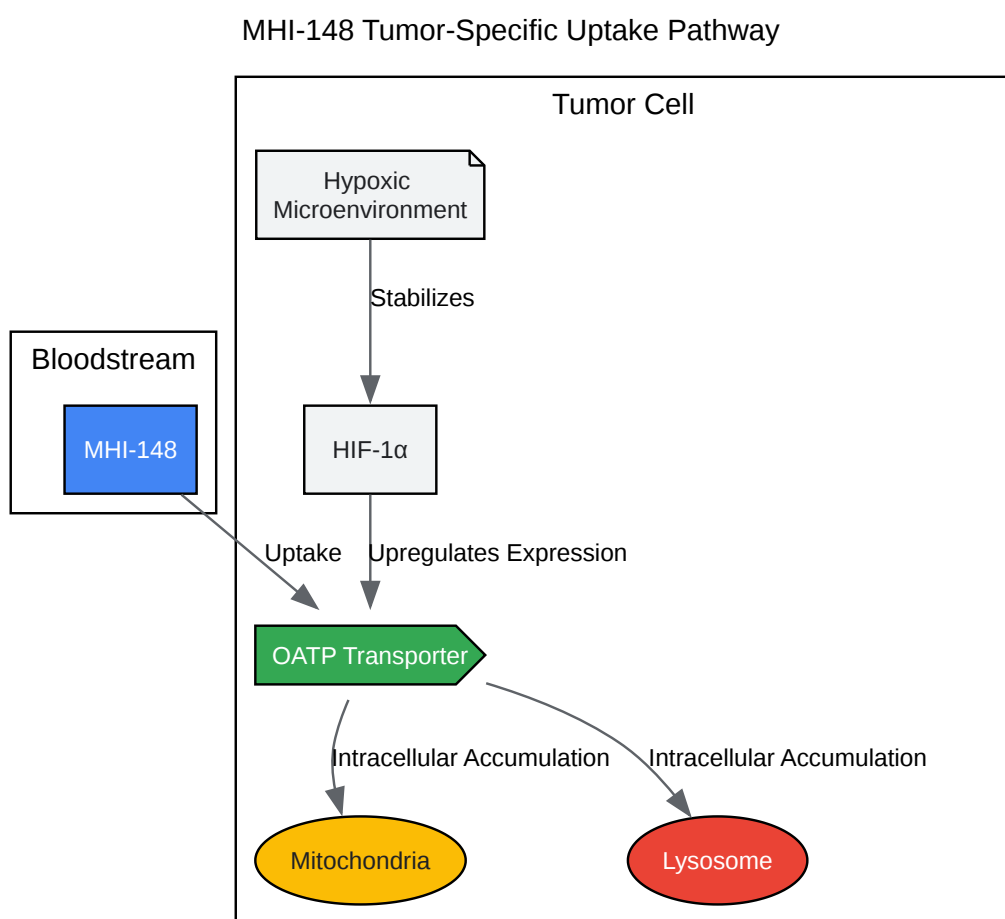 MHI-148 Tumor-Specific Uptake Pathway
Tumor Cell
Hypoxic
Microenvironment
Stabilizes
Bloodstream
MHI-148
HIF-1α
Uptake
Upregulates Expression
OATP Transporter
Intracellular Accumulation
Intracellular Accumulation
Mitochondria
Lysosome